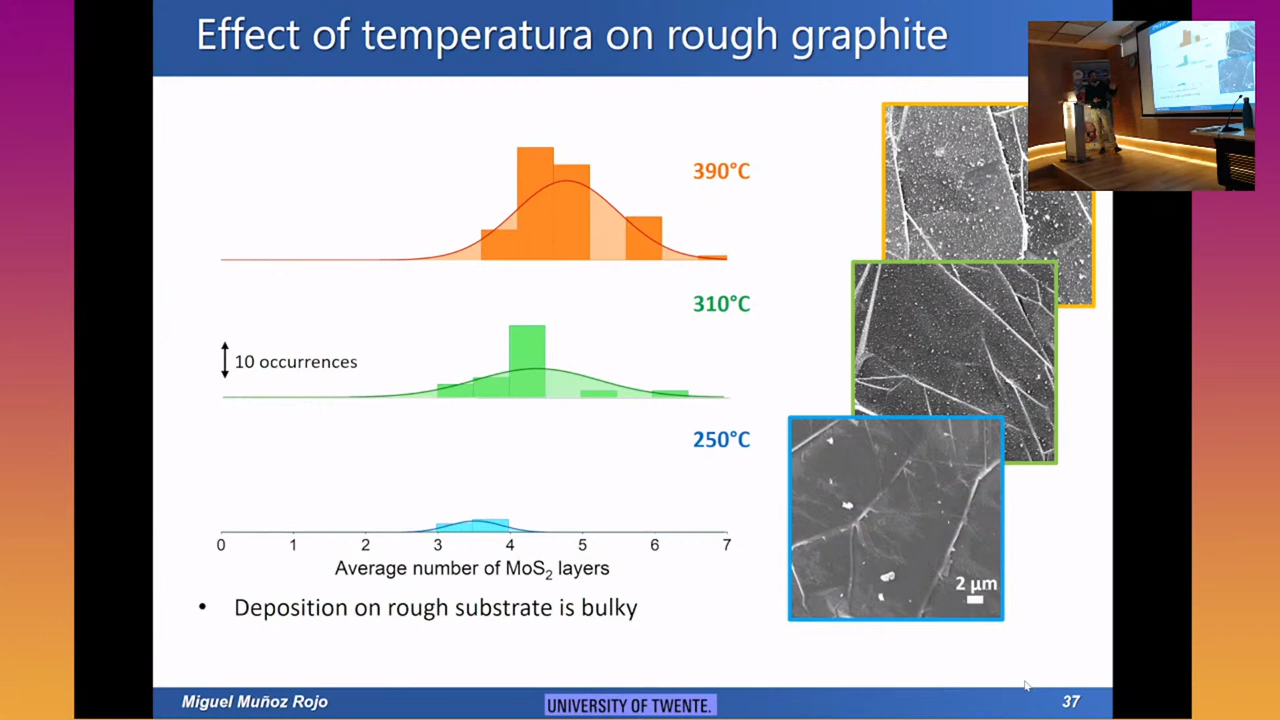 Effect of temperatura on rough graphite
390°C
310°C
10 occurrences
250°C
0 1 2 3 4 5 6 7
Average number of MoS₂ layers
2 µm
• Deposition on rough substrate is bulky
Miguel Muñoz Rojo
UNIVERSITY OF TWENTE.
37